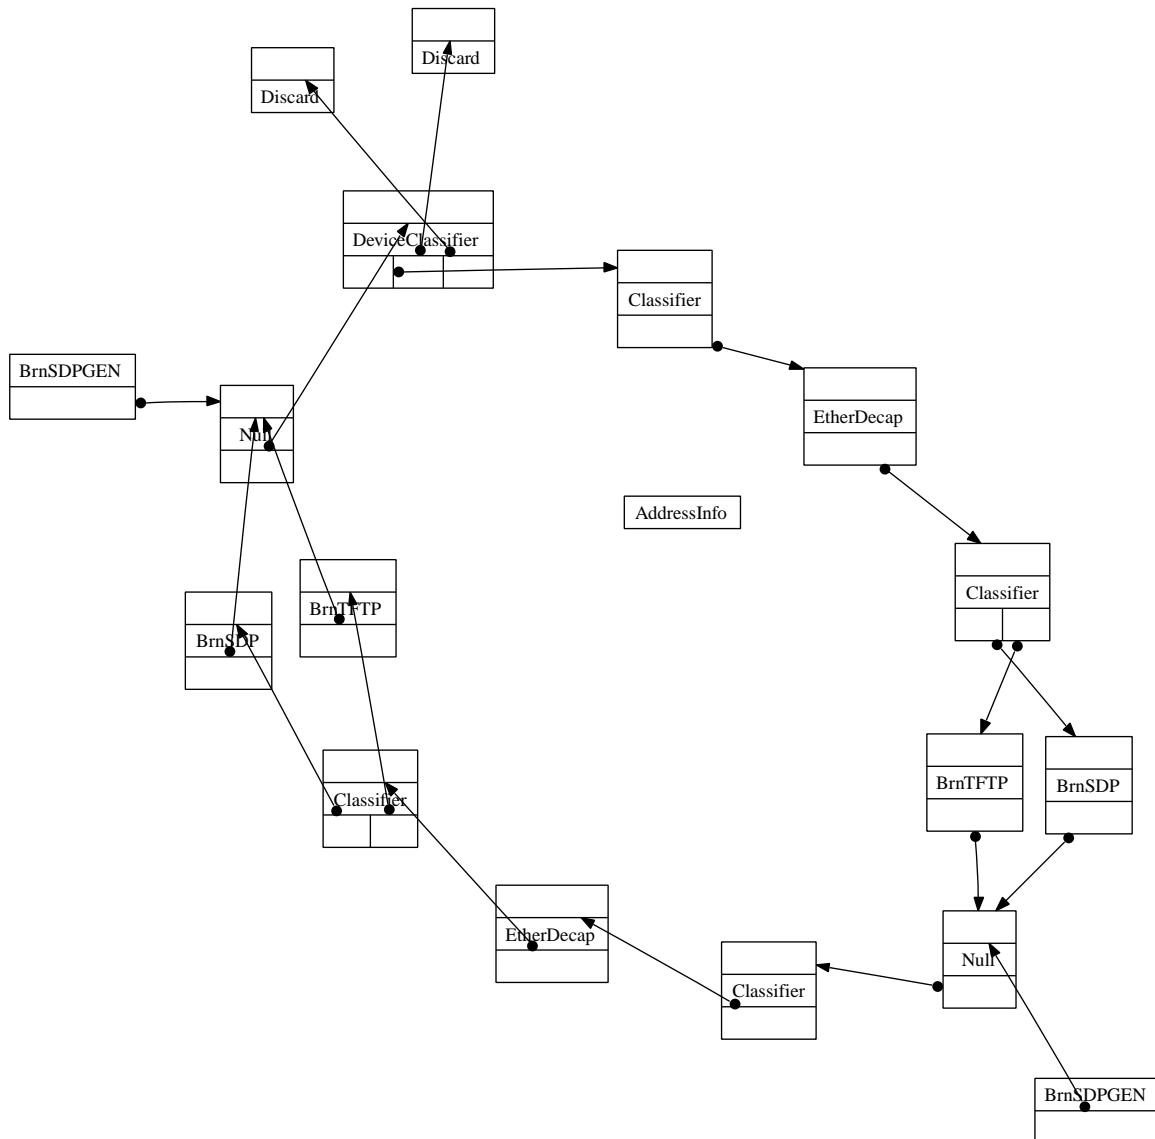 Discard
Discard
DeviceClassifier
Classifier
BrnSDPGEN
EtherDecap
Null
AddressInfo
Classifier
BrnTFTP
BrnSDP
BrnTFTP
BrnSDP
Classifier
EtherDecap
Null
Classifier
BrnSDPGEN